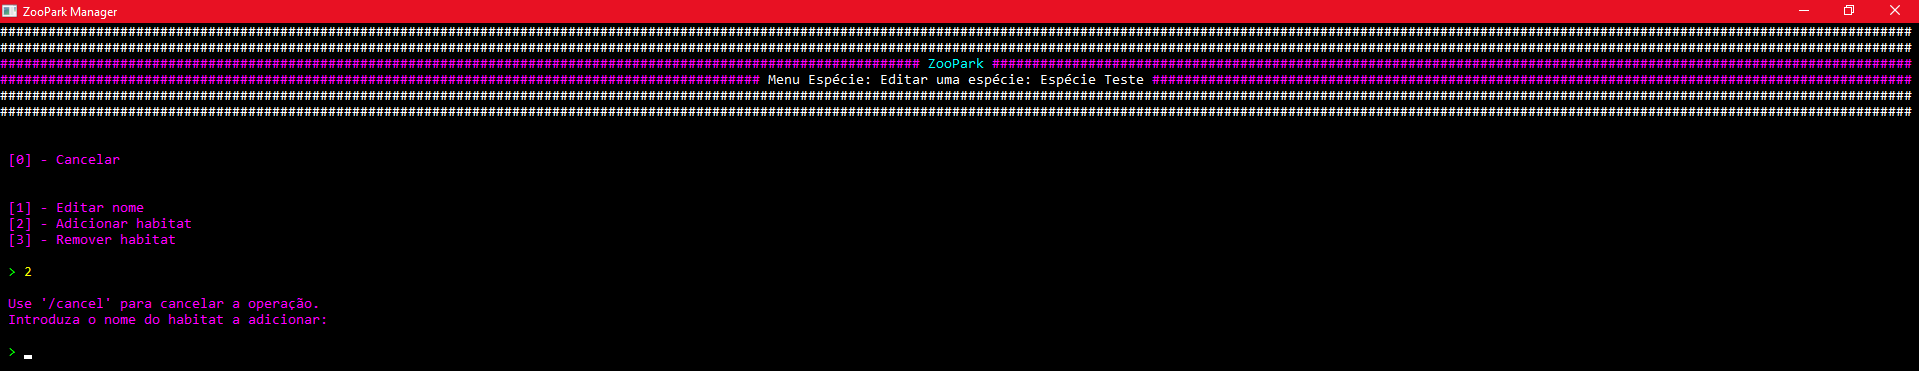 ZooPark Manager
###############################################################################################################################################################################################################################################
###############################################################################################################################################################################################################################################
################################################################################################################### ZooPark ###################################################################################################################
############################################################################################### Menu Espécie: Editar uma espécie: Espécie Teste ###############################################################################################
###############################################################################################################################################################################################################################################
###############################################################################################################################################################################################################################################
[0] - Cancelar
[1] - Editar nome
[2] - Adicionar habitat
[3] - Remover habitat
> 2
Use '/cancel' para cancelar a operação.
Introduza o nome do habitat a adicionar:
>